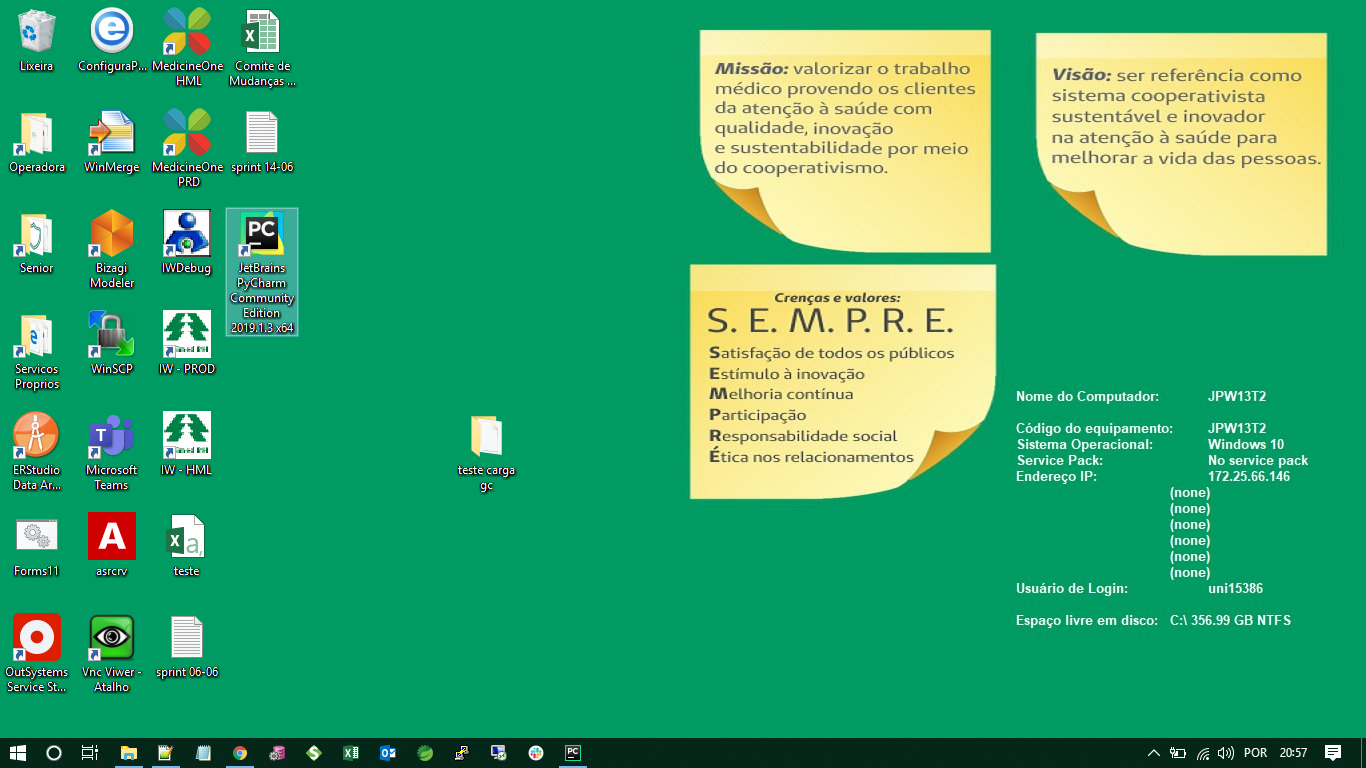 Lixeira
ConfiguraP...
MedicineOne
HML
Comite de
Mudanças ...
Operadora
WinMerge
MedicineOne
PRD
sprint 14-06
Senior
Bizagi
Modeler
IWDebug
PC
JetBrains
PyCharm
Community
Edition
2019.1.3 x64
Servicos
Proprios
WinSCP
IW - PROD
ERStudio
Data Ar...
Microsoft
Teams
IW - HML
Forms11
A
asrcrv
teste
OutSystems
Service St...
Vnc Viwer -
Atalho
sprint 06-06
teste carga
gc
Missão: valorizar o trabalho
médico provendo os clientes
da atenção à saúde com
qualidade, inovação
e sustentabilidade por meio
do cooperativismo.
Visão: ser referência como
sistema cooperativista
sustentável e inovador
na atenção à saúde para
melhorar a vida das pessoas.
Crenças e valores:
S. E. M. P. R. E.
Satisfação de todos os públicos
Estímulo à inovação
Melhoria contínua
Participação
Responsabilidade social
Ética nos relacionamentos
Nome do Computador: JPW13T2
Código do equipamento: JPW13T2
Sistema Operacional: Windows 10
Service Pack: No service pack
Endereço IP: 172.25.66.146
(none)
(none)
(none)
(none)
(none)
(none)
Usuário de Login: uni15386
Espaço livre em disco: C:\ 356.99 GB NTFS
PC
POR 20:57